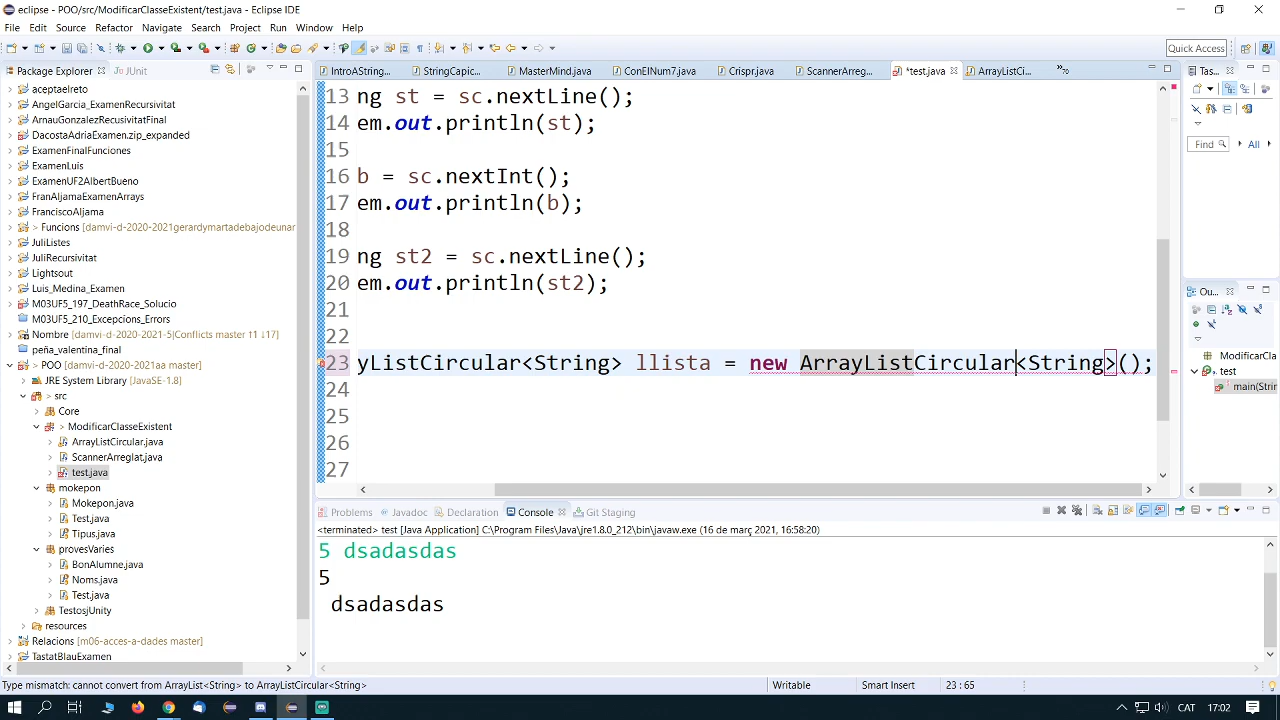 eclipse - POO/src/ModificarClasseExistent/test.java - Eclipse IDE
File Edit Source Refactor Navigate Search Project Run Window Help
Quick Access
Package Explorer JUnit
IntroAString... StringCapic... MasterMind.java ConEINum7.java Crispr.java ScannerArreg... *test.java ArrayListCi...
Tas...
aceptaelreto
AngelGarcia_ExamenRecursivitat
ArnauGonzalezRecursivitatFinal
DacostaAdriaExamen.zip_expanded
ExamenFinalFunciones
ExamenLuis
ExamenUF2AlbertBueno
FranAljamaExamenArrays
FranciscoAljama
> Funcions [damvi-d-2020-2021gerardymartadebajodeunar
JuliListes
JuliRecursivitat
Lightsout
Luis_Medina_Examen
M03UF5_197_DeathRace_Solucio
M03UF5_210_Excepcions_Errors
> Nombre [damvi-d-2020-2021-5|Conflicts master ↑1 ↓17]
peña_valentina_final
> POO [damvi-d-2020-2021aa master]
JRE System Library [JavaSE-1.8]
> src
Core
> ModificarClasseExistent
ArrayListCircular.java
ScannerArreglat.java
test.java
mokepon
Mokepon.java
Test.java
Tipus.java
provesVaries
BonAlumne.java
Noms.java
Test.java
TestosjUnity
resources
Relacions [m06-acces-a-dades master]
TastatBlauExamen
13 ng st = sc.nextLine();
14 em.out.println(st);
15
16 b = sc.nextInt();
17 em.out.println(b);
18
19 ng st2 = sc.nextLine();
20 em.out.println(st2);
21
22
23 yListCircular<String> llista = new ArrayListCircular<String>();
24
25
26
27
Find All
Ou...
ModificarCla
test
main(Strin
Problems Javadoc Declaration Console Git Staging
<terminated> test [Java Application] C:\Program Files\Java\jre1.8.0_212\bin\javaw.exe (16 de març 2021, 16:58:20)
5 dsadasdas
5
dsadasdas
Type mismatch: cannot convert from ArrayList<String> to ArrayListCircular<String>
Writable Smart Insert 23 : 65
CAT 17:02